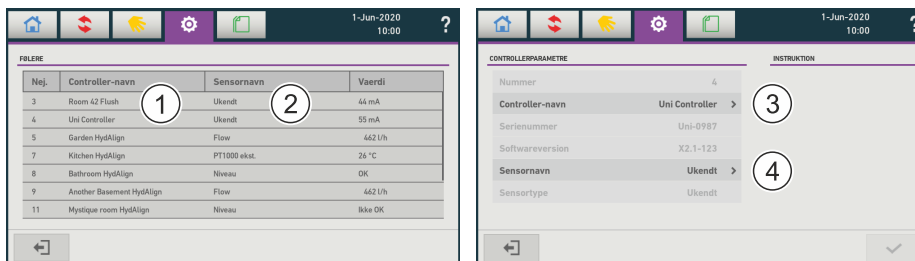 1-Jun-2020
10:00
?
FØLERE
Nej. Controller-navn Sensornavn Vaerdi
3 Room 42 Flush Ukendt 44 mA
4 Uni Controller Ukendt 55 mA
5 Garden HydAlign Flow 462 l/h
7 Kitchen HydAlign PT1000 ekst. 26 °C
8 Bathroom HydAlign Niveau OK
9 Another Basement HydAlign Flow 462 l/h
11 Mystique room HydAlign Niveau Ikke OK
1
2
1-Jun-2020
10:00
?
CONTROLLERPARAMETRE INSTRUKTION
Nummer 4
Controller-navn Uni Controller >
Serienummer Uni-0987
Softwareversion X2.1-123
Sensornavn Ukendt >
Sensortype Ukendt
3
4